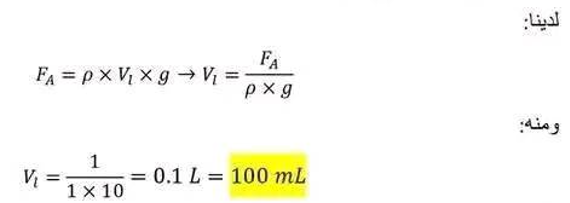 لدينا:
F_A = ρ × V_l × g → V_l = F_A / ρ × g
ومنه:
V_l = 1 / 1 × 10 = 0.1 L = 100 mL